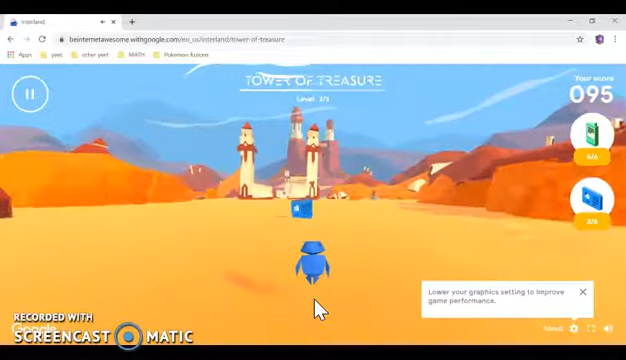 Interland
beinternetawesome.withgoogle.com/en_us/interland/tower-of-treasure
Apps yeet other yeet MATH Pokemon fusions
TOWER OF TREASURE
Level: 2/3
Your score
095
6/6
3/6
Lower your graphics setting to improve
game performance.
About
Google
RECORDED WITH
SCREENCAST MATIC